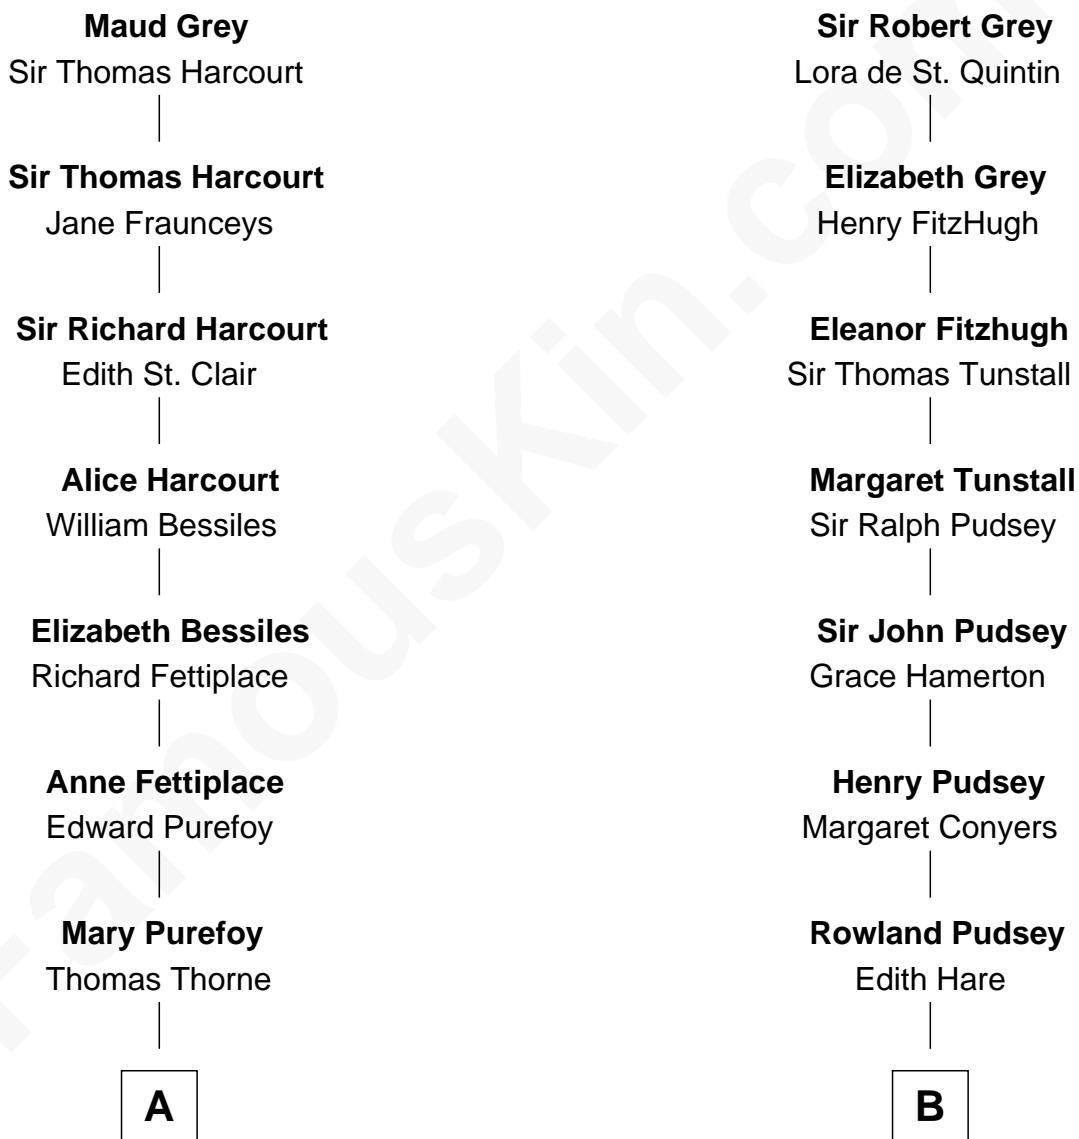 Maud Grey
Sir Thomas Harcourt
Sir Thomas Harcourt
Jane Fraunceys
Sir Richard Harcourt
Edith St. Clair
Alice Harcourt
William Bessiles
Elizabeth Bessiles
Richard Fettiplace
Anne Fettiplace
Edward Purefoy
Mary Purefoy
Thomas Thorne
A
Sir Robert Grey
Lora de St. Quintin
Elizabeth Grey
Henry FitzHugh
Eleanor Fitzhugh
Sir Thomas Tunstall
Margaret Tunstall
Sir Ralph Pudsey
Sir John Pudsey
Grace Hamerton
Henry Pudsey
Margaret Conyers
Rowland Pudsey
Edith Hare
B
FamousKin.com